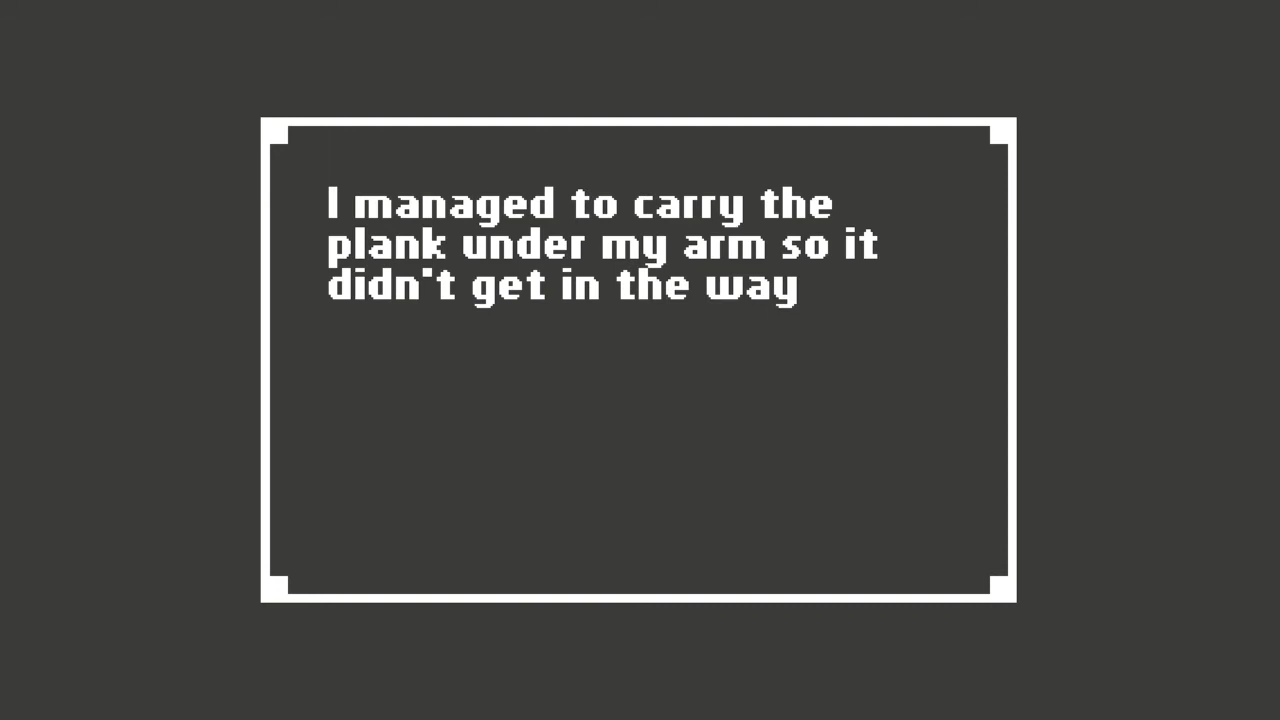 I managed to carry the
plank under my arm so it
didn't get in the way